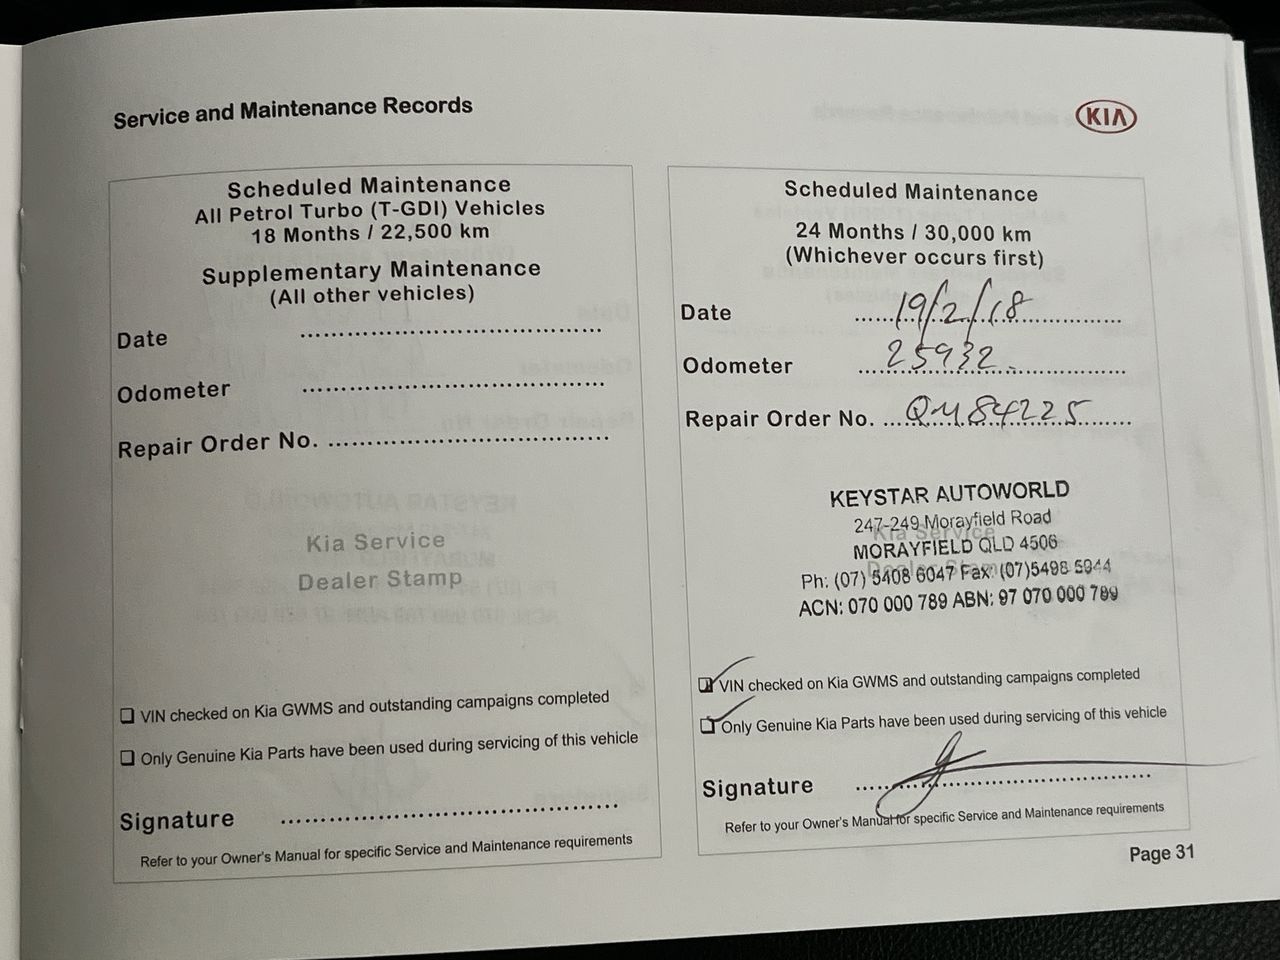 Service and Maintenance Records
KIA
Scheduled Maintenance
All Petrol Turbo (T-GDI) Vehicles
18 Months / 22,500 km
Supplementary Maintenance
(All other vehicles)
Date ......................................
Odometer ......................................
Repair Order No. ....................................
Kia Service
Dealer Stamp
❑ VIN checked on Kia GWMS and outstanding campaigns completed
❑ Only Genuine Kia Parts have been used during servicing of this vehicle
Signature ...........................................
Refer to your Owner's Manual for specific Service and Maintenance requirements
Scheduled Maintenance
24 Months / 30,000 km
(Whichever occurs first)
Date 19/2/18
Odometer 25932
Repair Order No. QM84225
KEYSTAR AUTOWORLD
247-249 Morayfield Road
Kia Service
MORAYFIELD QLD 4506
Dealer Stamp
Ph: (07) 5408 6047 Fax: (07)5498 5944
ACN: 070 000 789 ABN: 97 070 000 789
VIN checked on Kia GWMS and outstanding campaigns completed
Only Genuine Kia Parts have been used during servicing of this vehicle
Signature
Refer to your Owner's Manual for specific Service and Maintenance requirements
Page 31